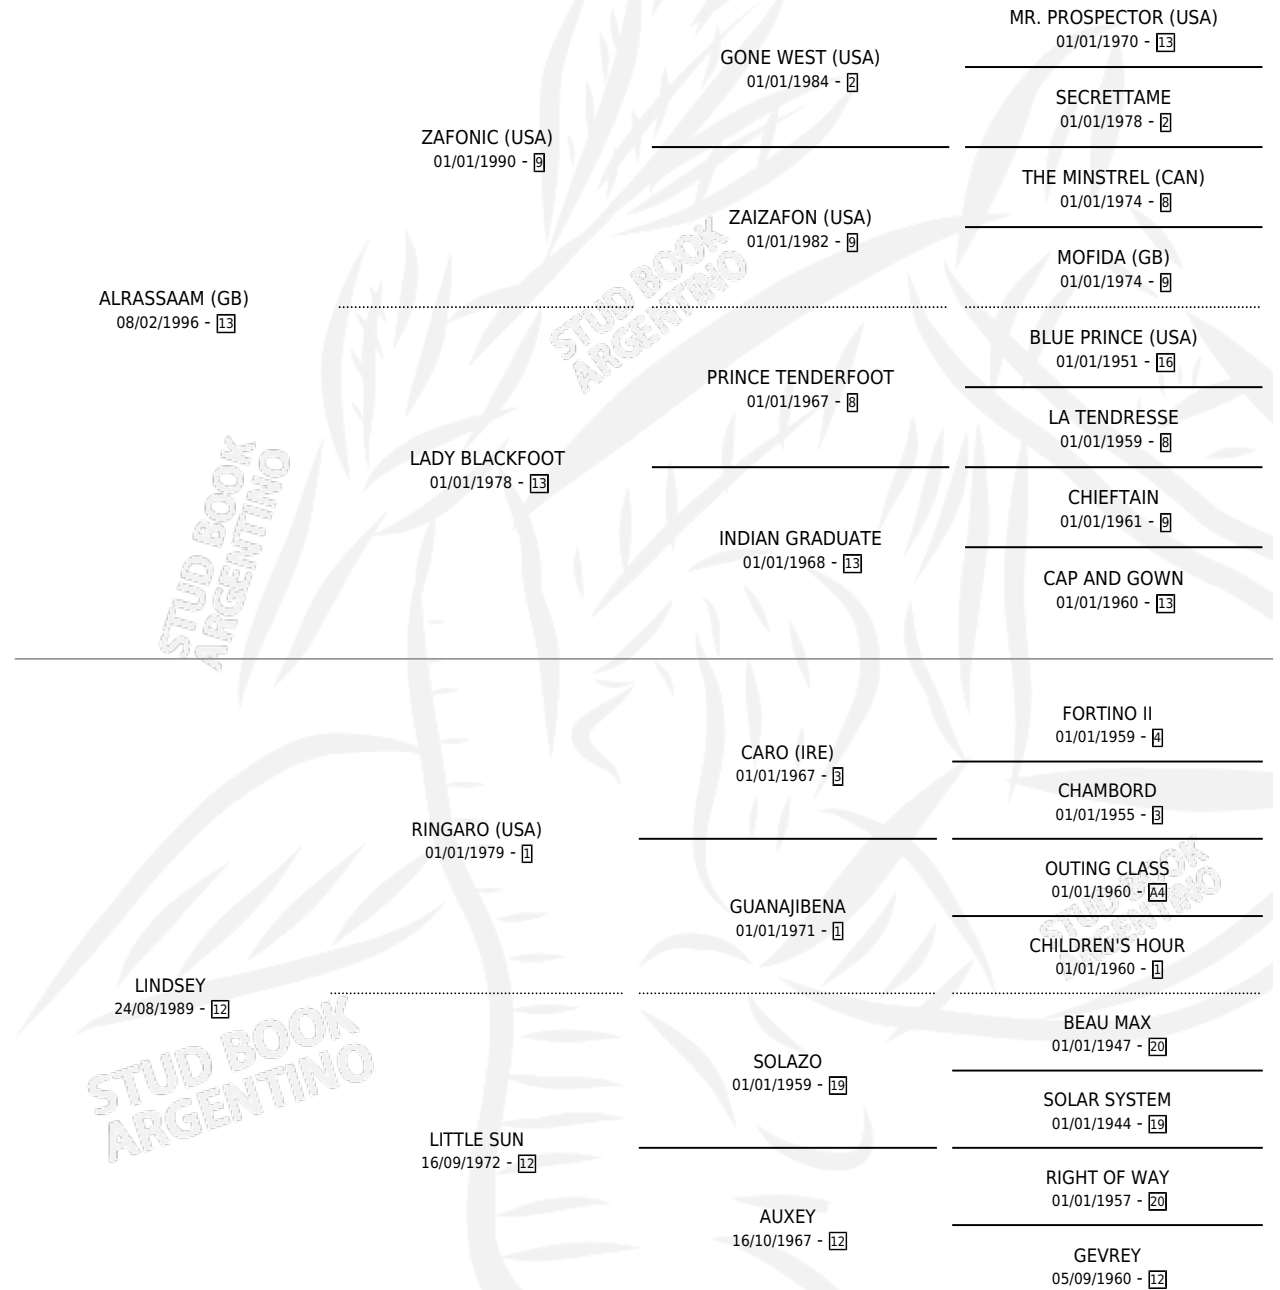 MR. PROSPECTOR (USA)
01/01/1970 - 13
GONE WEST (USA)
01/01/1984 - 2
SECRETTAME
01/01/1978 - 2
ZAFONIC (USA)
01/01/1990 - 9
THE MINSTREL (CAN)
01/01/1974 - 8
ZAIZAFON (USA)
01/01/1982 - 9
MOFIDA (GB)
01/01/1974 - 9
ALRASSAAM (GB)
08/02/1996 - 13
BLUE PRINCE (USA)
01/01/1951 - 16
PRINCE TENDERFOOT
01/01/1967 - 8
LA TENDRESSE
01/01/1959 - 8
LADY BLACKFOOT
01/01/1978 - 13
CHIEFTAIN
01/01/1961 - 9
INDIAN GRADUATE
01/01/1968 - 13
CAP AND GOWN
01/01/1960 - 13
STUD BOOK
ARGENTINO
STUD BOOK
ARGENTINO
FORTINO II
01/01/1959 - 4
CARO (IRE)
01/01/1967 - 3
CHAMBORD
01/01/1955 - 3
RINGARO (USA)
01/01/1979 - 1
OUTING CLASS
01/01/1960 - A4
GUANAJIBENA
01/01/1971 - 1
CHILDREN'S HOUR
01/01/1960 - 1
LINDSEY
24/08/1989 - 12
BEAU MAX
01/01/1947 - 20
SOLAZO
01/01/1959 - 19
SOLAR SYSTEM
01/01/1944 - 19
LITTLE SUN
16/09/1972 - 12
RIGHT OF WAY
01/01/1957 - 20
AUXEY
16/10/1967 - 12
GEVREY
05/09/1960 - 12
STUD BOOK
ARGENTINO
STUD BOOK
ARGENTINO